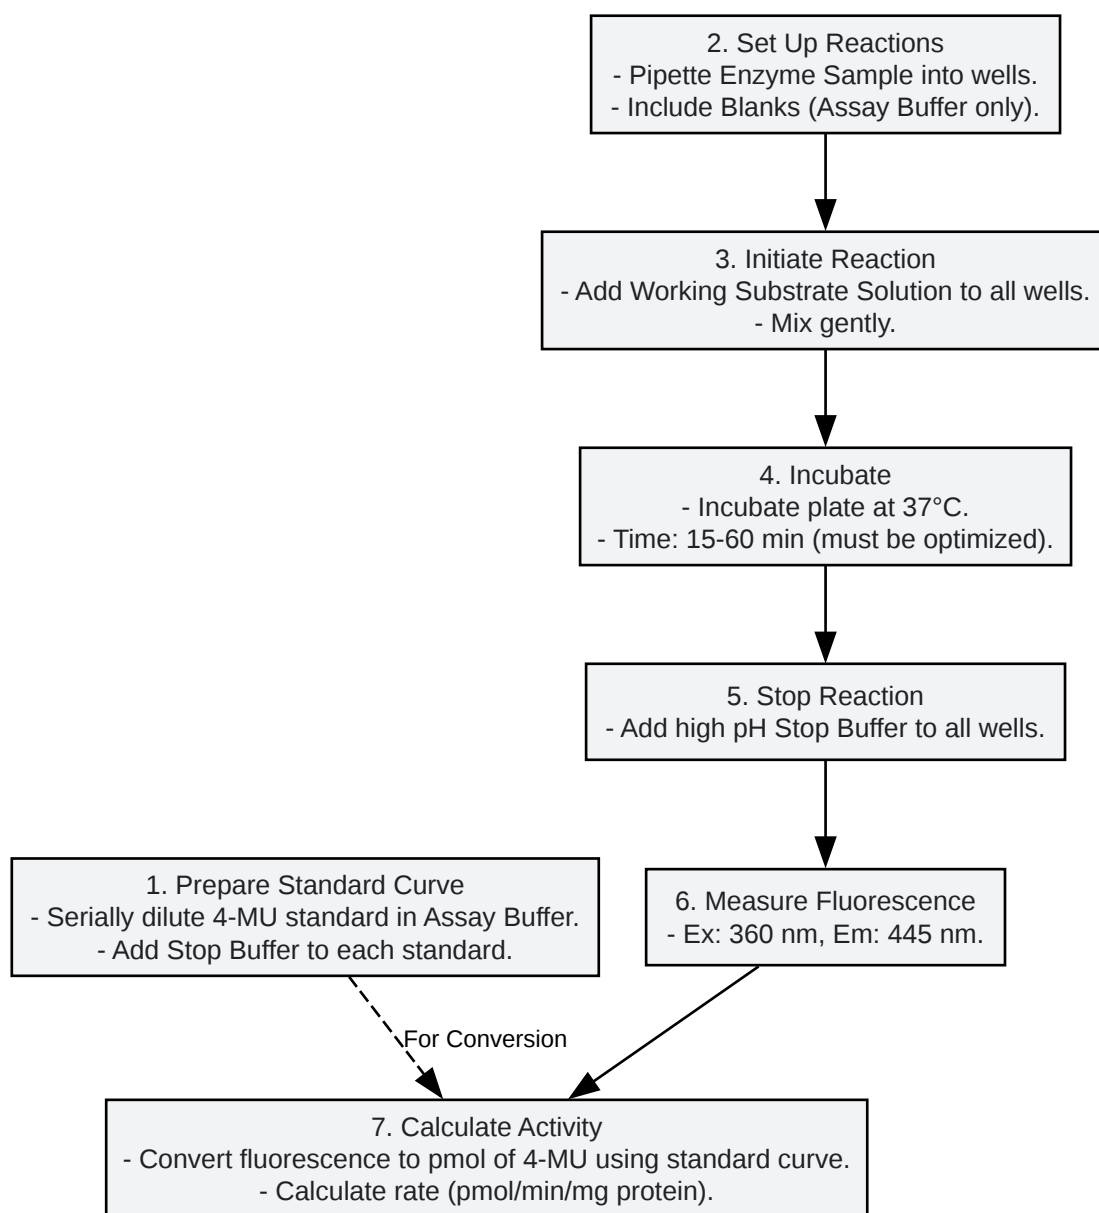 2. Set Up Reactions
- Pipette Enzyme Sample into wells.
- Include Blanks (Assay Buffer only).
3. Initiate Reaction
- Add Working Substrate Solution to all wells.
- Mix gently.
4. Incubate
- Incubate plate at 37°C.
- Time: 15-60 min (must be optimized).
5. Stop Reaction
- Add high pH Stop Buffer to all wells.
1. Prepare Standard Curve
- Serially dilute 4-MU standard in Assay Buffer.
- Add Stop Buffer to each standard.
6. Measure Fluorescence
- Ex: 360 nm, Em: 445 nm.
For Conversion
7. Calculate Activity
- Convert fluorescence to pmol of 4-MU using standard curve.
- Calculate rate (pmol/min/mg protein).